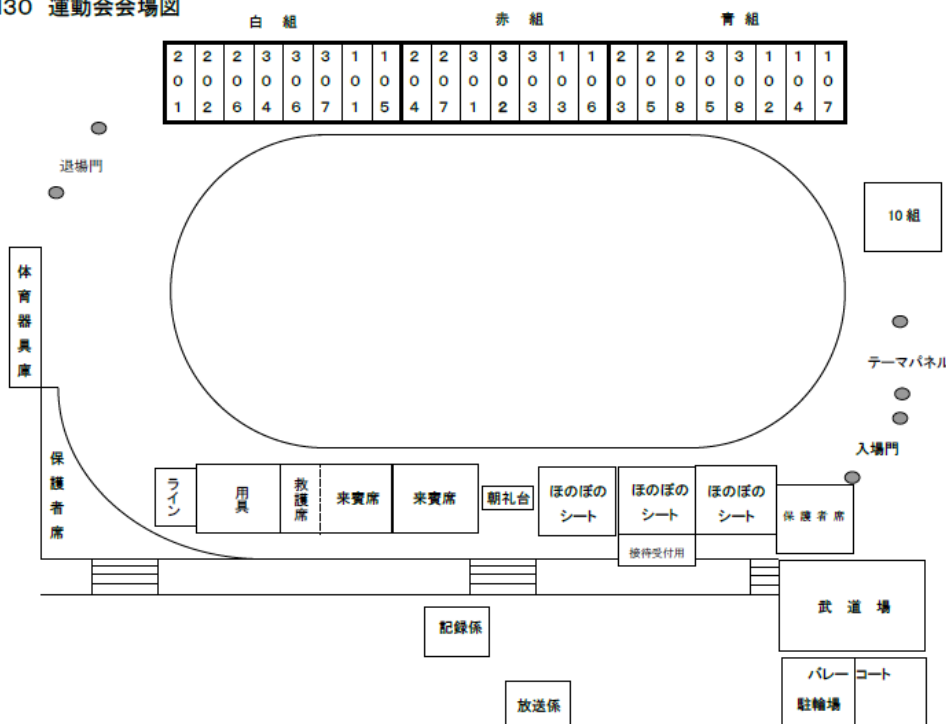 H30 運動会会場図
白 組
赤 組
青 組
201 202 206 304 306 307 101 105 204 207 301 302 303 103 106 203 205 208 305 308 102 104 107
退場門
10組
体育器具庫
テーマパネル
入場門
保護者席
ライン
用具
救護席
来賓席
来賓席
朝礼台
ほのぼの
シート
ほのぼの
シート
ほのぼの
シート
保護者席
接待受付用
武道場
記録係
バレーコート
駐輪場
放送係